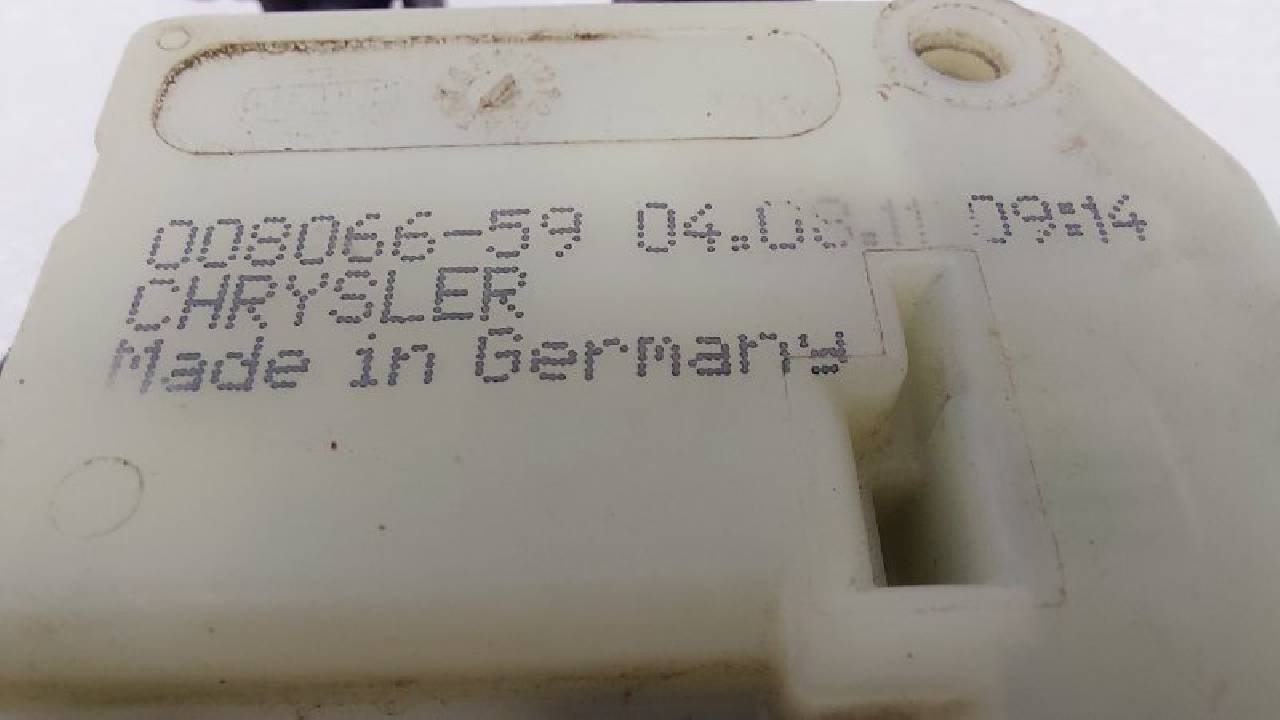 008066-59 04.08.11 09:14
CHRYSLER
Made in Germany